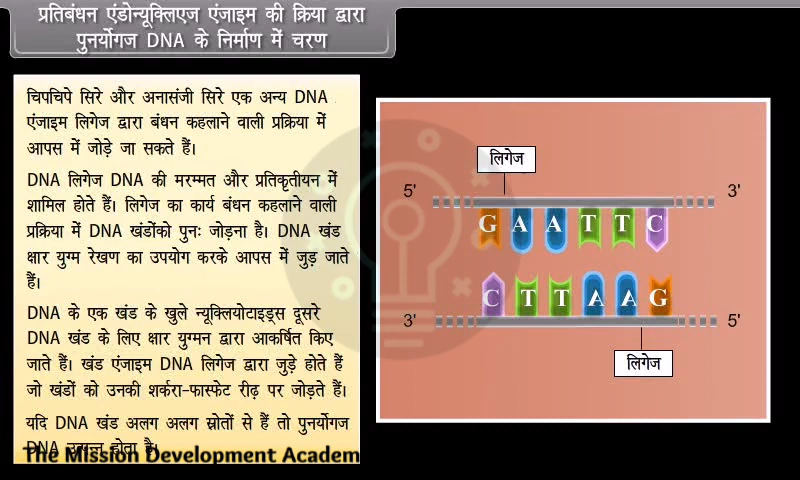 प्रतिबंधन एंडोन्यूक्लिएज एंजाइम की क्रिया द्वारा
पुनर्योगज DNA के निर्माण में चरण
चिपचिपे सिरे और अनासंजी सिरे एक अन्य DNA
एंजाइम लिगेज द्वारा बंधन कहलाने वाली प्रक्रिया में
आपस में जोड़े जा सकते हैं।
DNA लिगेज DNA की मरम्मत और प्रतिकृतीयन में
शामिल होते हैं। लिगेज का कार्य बंधन कहलाने वाली
प्रक्रिया में DNA खंडोंको पुनः जोड़ना है। DNA खंड
क्षार युग्म रेखण का उपयोग करके आपस में जुड़ जाते
हैं।
DNA के एक खंड के खुले न्यूक्लियोटाइड्स दूसरे
DNA खंड के लिए क्षार युग्मन द्वारा आकर्षित किए
जाते हैं। खंड एंजाइम DNA लिगेज द्वारा जुड़े होते हैं
जो खंडों को उनकी शर्करा-फास्फेट रीढ़ पर जोड़ते हैं।
यदि DNA खंड अलग अलग स्रोतों से हैं तो पुनर्योगज
DNA उत्पन्न होता है।
The Mission Development Academ
लिगेज
5' 3'
G A A T T C
C T T A A G
3' 5'
लिगेज